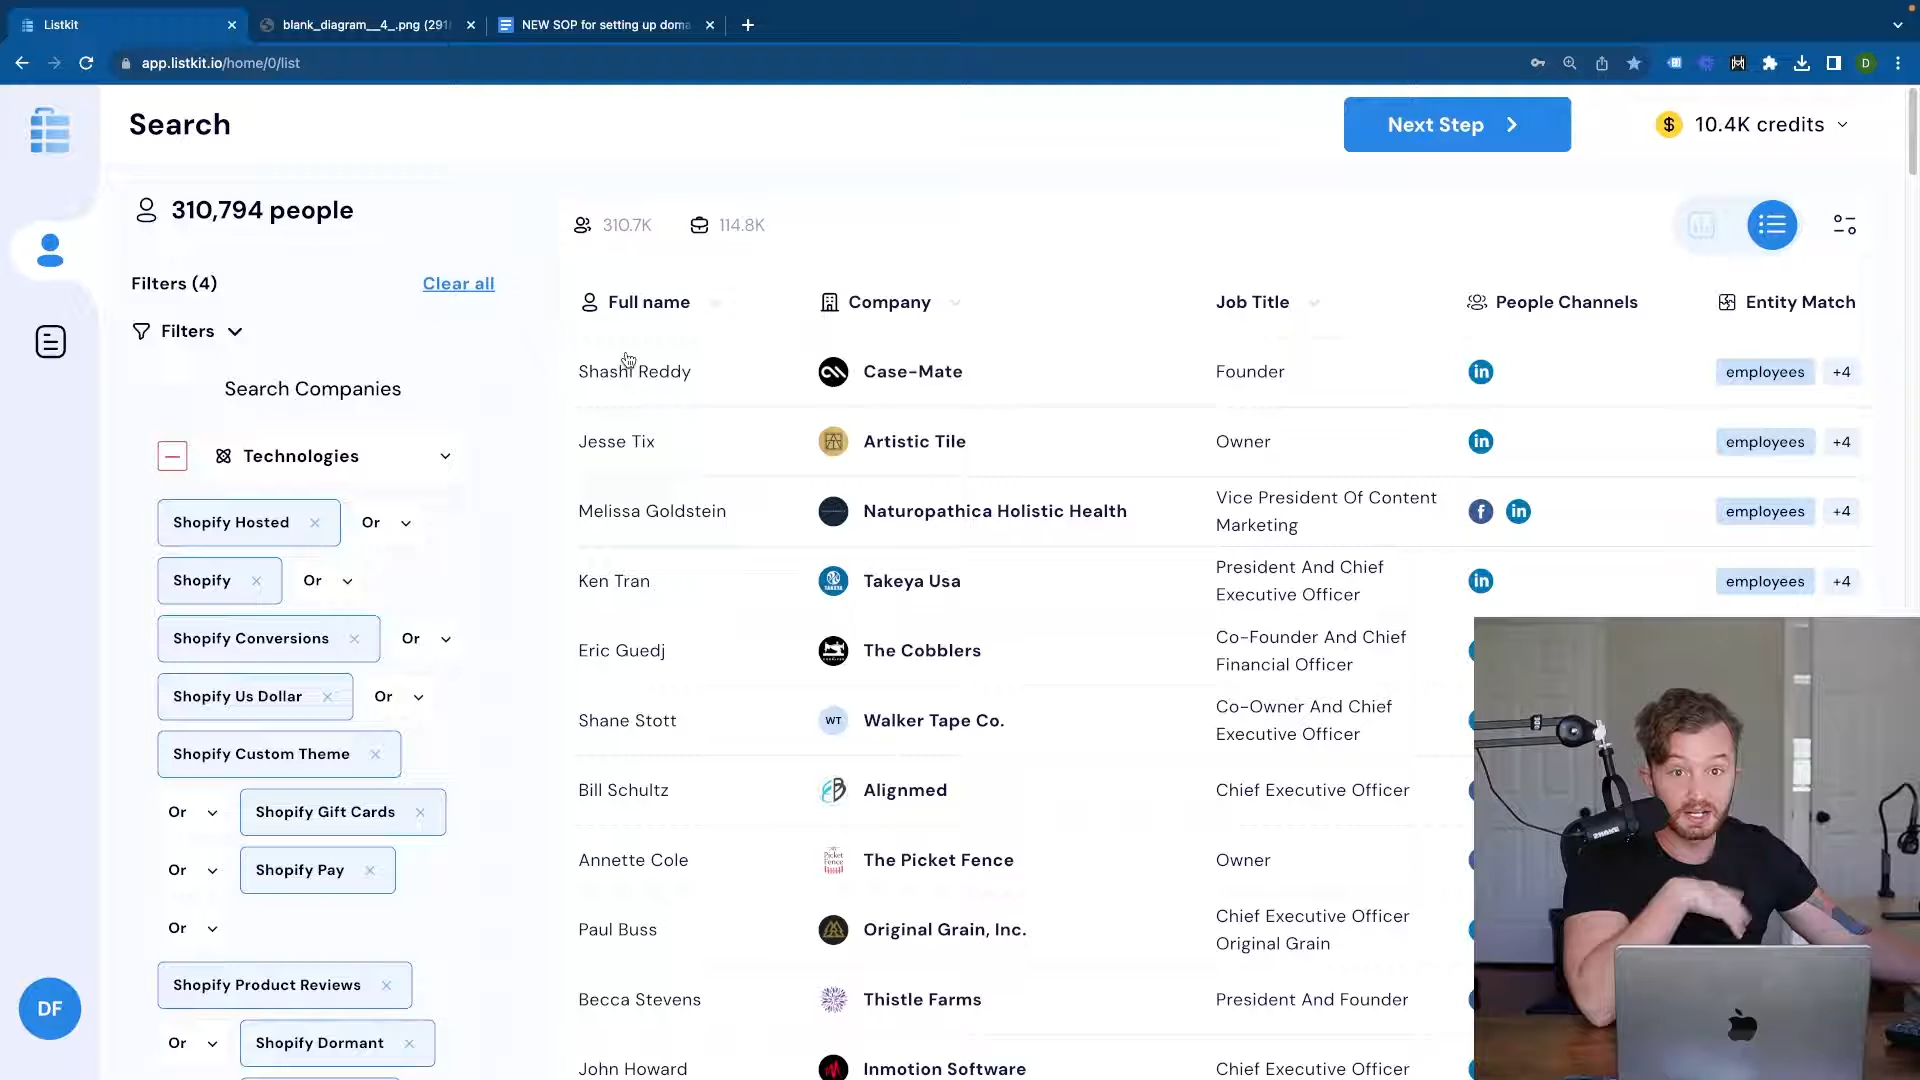 Listkit
blank_diagram__4_.png (291
NEW SOP for setting up doma
app.listkit.io/home/0/list
D
Search
Next Step
$ 10.4K credits
310,794 people
310.7K
114.8K
Filters (4)
Clear all
Filters
Full name
Company
Job Title
People Channels
Entity Match
Search Companies
Technologies
Shopify Hosted
Or
Shopify
Or
Shopify Conversions
Or
Shopify Us Dollar
Or
Shopify Custom Theme
Or
Shopify Gift Cards
Or
Shopify Pay
Or
Shopify Product Reviews
Or
Shopify Dormant
DF
Shashi Reddy
Case-Mate
Founder
in
employees
+4
Jesse Tix
Artistic Tile
Owner
in
employees
+4
Melissa Goldstein
Naturopathica Holistic Health
Vice President Of Content
Marketing
f
in
employees
+4
Ken Tran
Takeya Usa
President And Chief
Executive Officer
in
employees
+4
Eric Guedj
The Cobblers
Co-Founder And Chief
Financial Officer
Shane Stott
WT
Walker Tape Co.
Co-Owner And Chief
Executive Officer
Bill Schultz
Alignmed
Chief Executive Officer
Annette Cole
The Picket Fence
Owner
Paul Buss
Original Grain, Inc.
Chief Executive Officer
Original Grain
Becca Stevens
Thistle Farms
President And Founder
John Howard
Inmotion Software
Chief Executive Officer